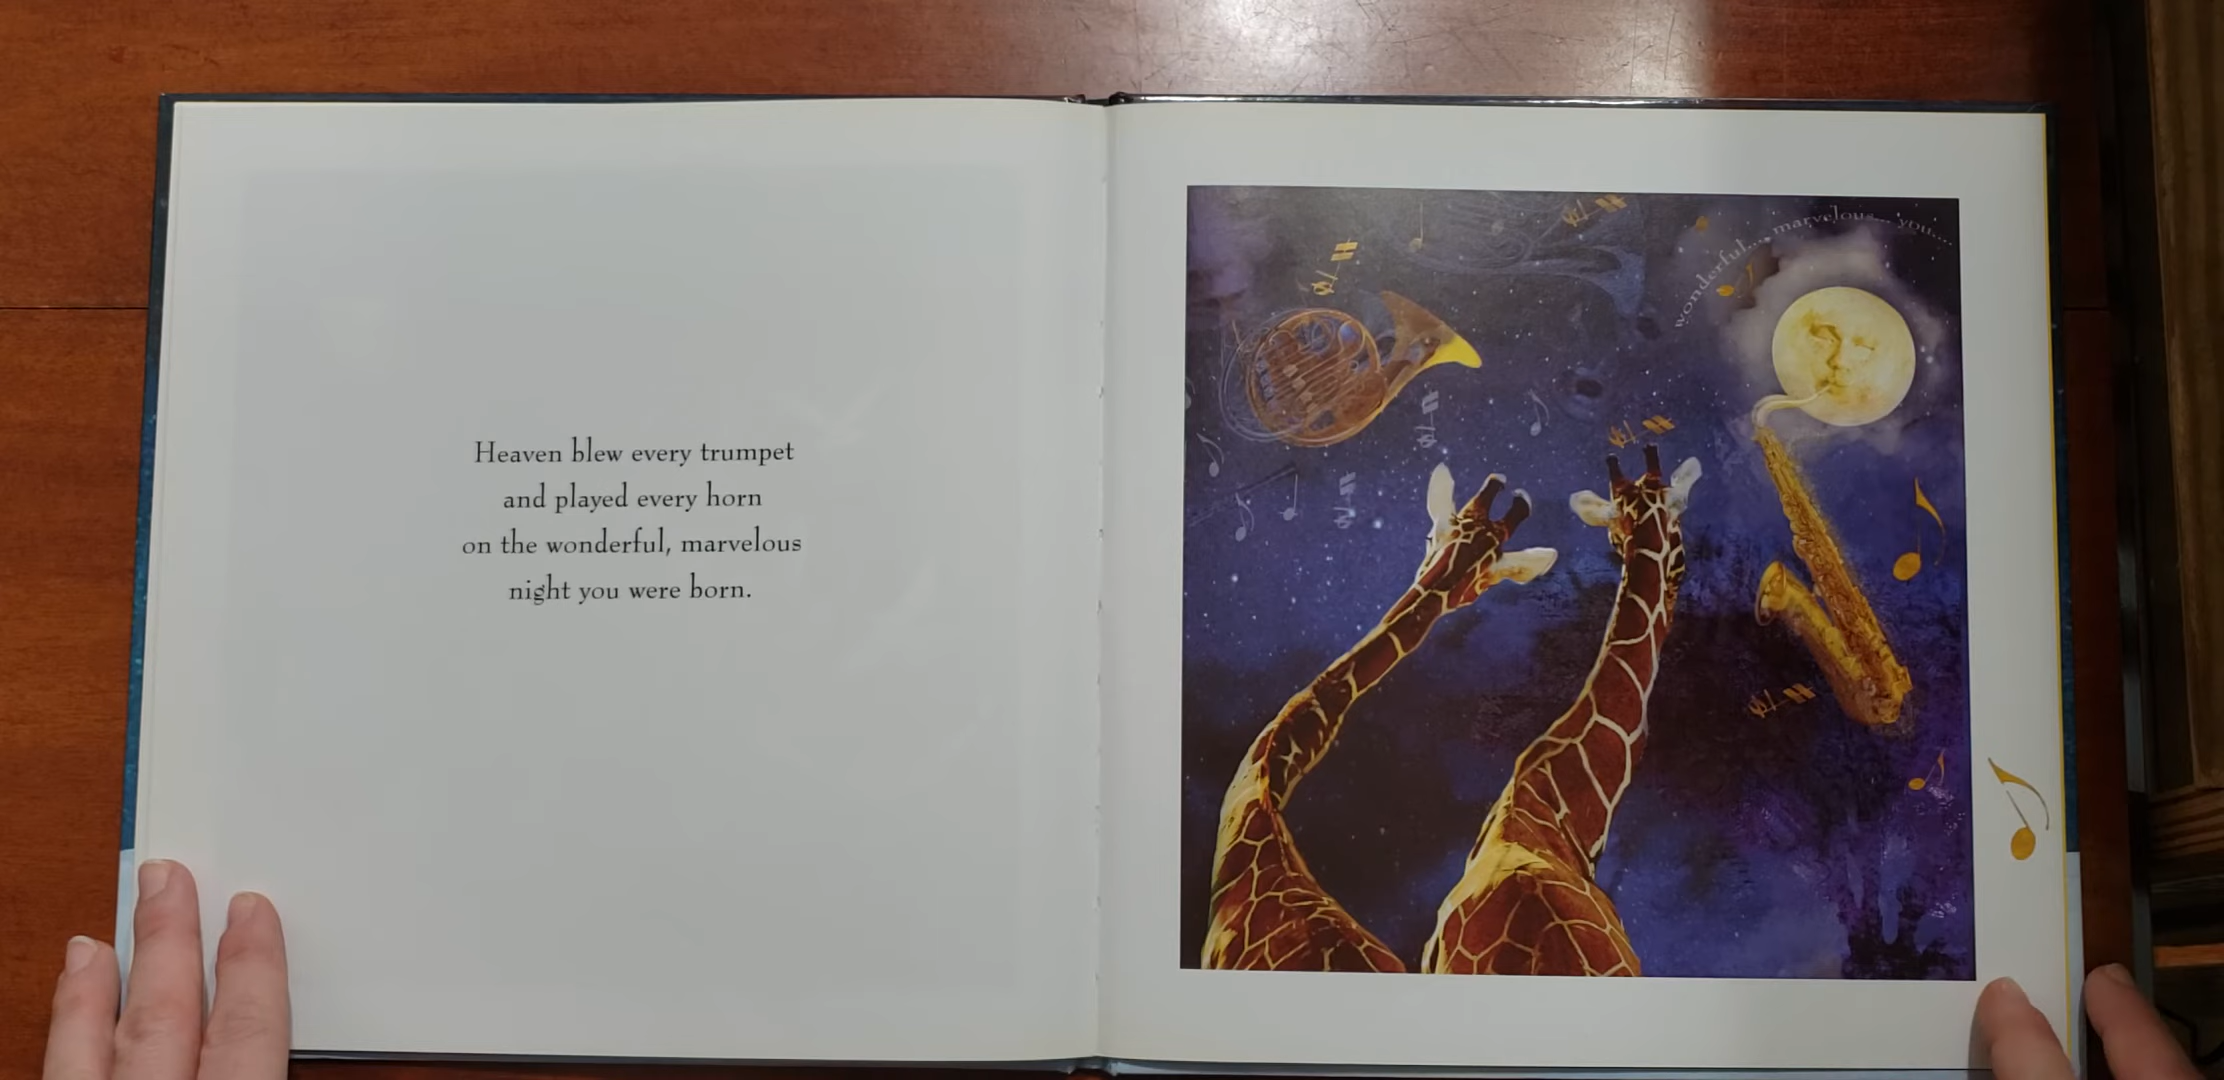 Heaven blew every trumpet
and played every horn
on the wonderful, marvelous
night you were born.
wonderful.... marvelous... you....